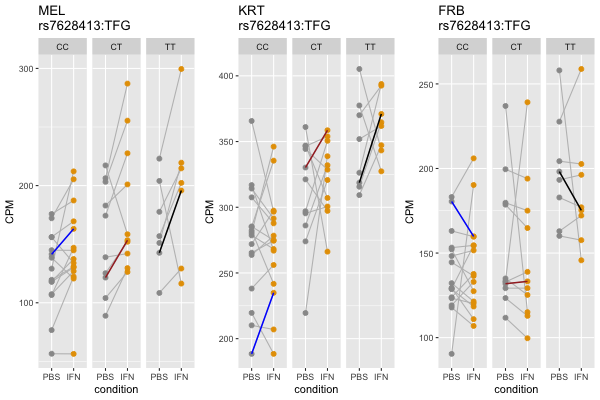 MEL
rs7628413:TFG
CC
CT
TT
300
200
100
CPM
PBS IFN PBS IFN PBS IFN
condition
KRT
rs7628413:TFG
CC
CT
TT
400
350
300
250
200
CPM
PBS IFN PBS IFN PBS IFN
condition
FRB
rs7628413:TFG
CC
CT
TT
250
200
150
100
CPM
PBS IFN PBS IFN PBS IFN
condition